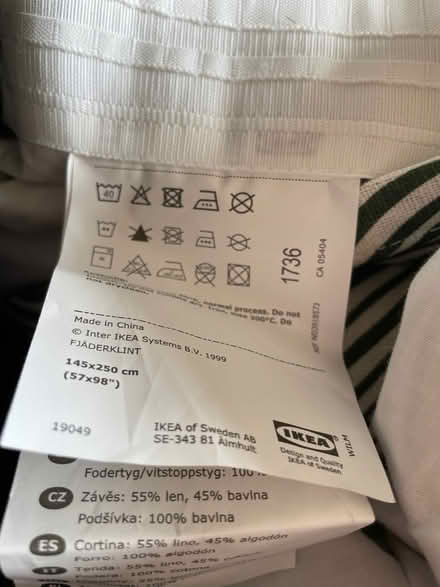 40
1736
CA 05404
normal process. Do not
Made in China
© Inter IKEA Systems B.V. 1999
FJÄDERKLINT
145x250 cm
(57x98")
19049
IKEA of Sweden AB
SE-343 81 Älmhult
IKEA®
Design and Quality
IKEA of Sweden
WILM
Fodertyg/vitstoppstyg: 100
CZ Závěs: 55% len, 45% bavlna
Podšívka: 100% bavlna
ES Cortina: 55% lino, 45% algodón
Forro: 100% algodón
IT Tenda: 55% lino, 45%